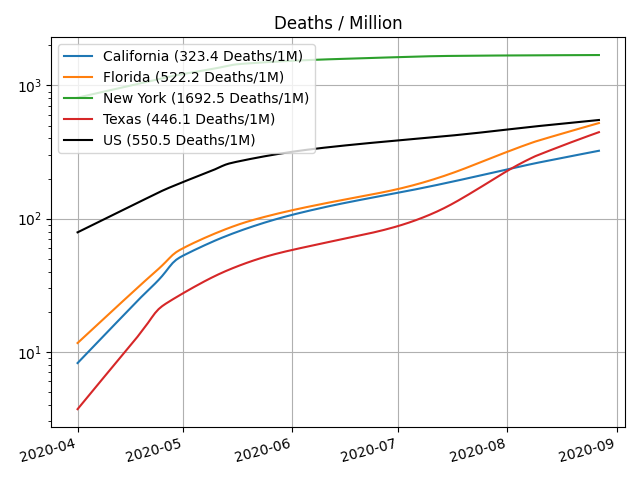 Deaths / Million
California (323.4 Deaths/1M)
Florida (522.2 Deaths/1M)
New York (1692.5 Deaths/1M)
Texas (446.1 Deaths/1M)
US (550.5 Deaths/1M)
10³
10²
10¹
2020-04 2020-05 2020-06 2020-07 2020-08 2020-09